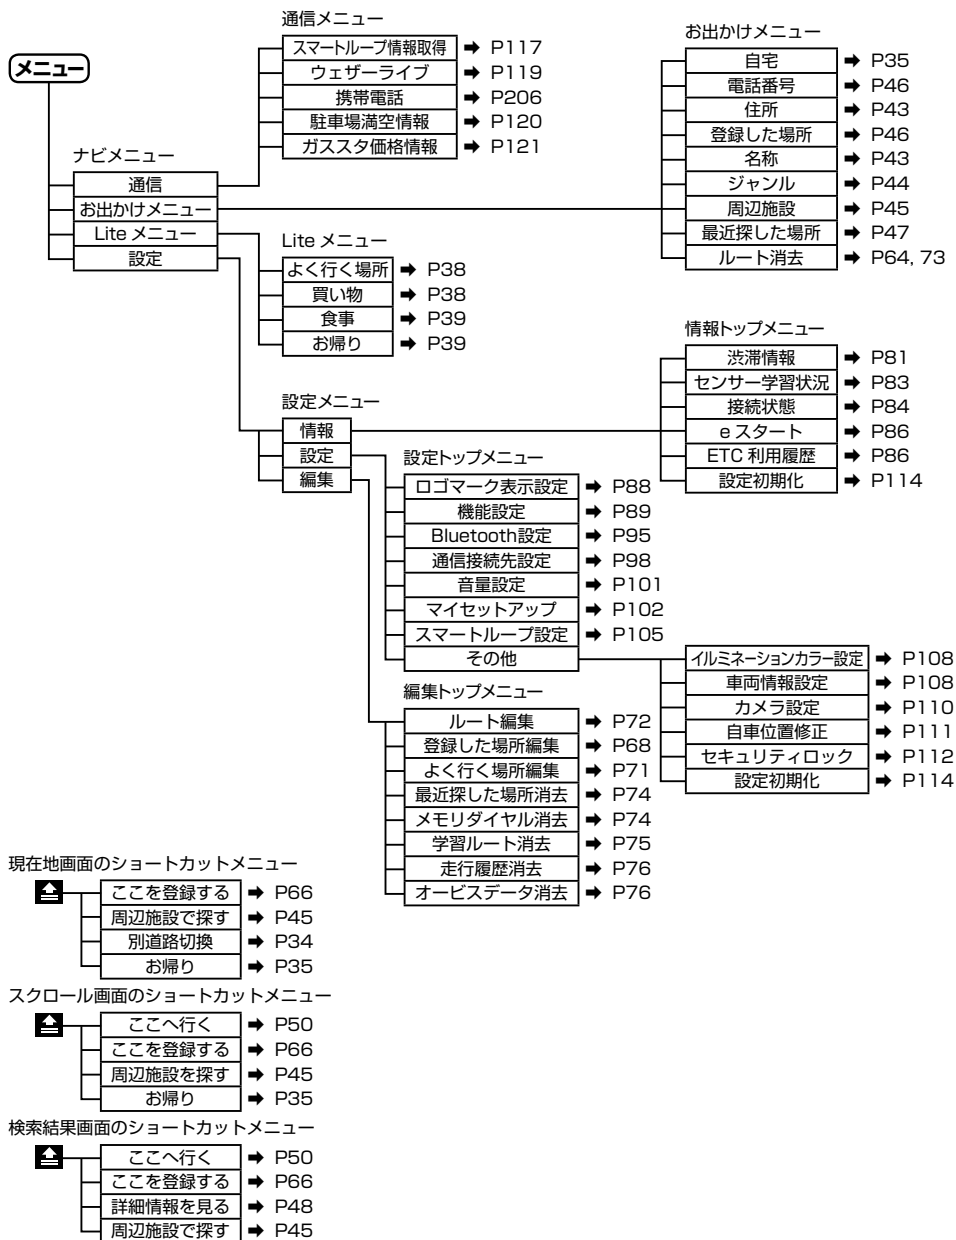 メニュー
ナビメニュー
通信
お出かけメニュー
Lite メニュー
設定
通信メニュー
スマートループ情報取得 ➡ P117
ウェザーライブ ➡ P119
携帯電話 ➡ P206
駐車場満空情報 ➡ P120
ガススタ価格情報 ➡ P121
お出かけメニュー
自宅 ➡ P35
電話番号 ➡ P46
住所 ➡ P43
登録した場所 ➡ P46
名称 ➡ P43
ジャンル ➡ P44
周辺施設 ➡ P45
最近探した場所 ➡ P47
ルート消去 ➡ P64, 73
Lite メニュー
よく行く場所 ➡ P38
買い物 ➡ P38
食事 ➡ P39
お帰り ➡ P39
設定メニュー
情報
設定
編集
情報トップメニュー
渋滞情報 ➡ P81
センサー学習状況 ➡ P83
接続状態 ➡ P84
e スタート ➡ P86
ETC 利用履歴 ➡ P86
設定初期化 ➡ P114
設定トップメニュー
ロゴマーク表示設定 ➡ P88
機能設定 ➡ P89
Bluetooth設定 ➡ P95
通信接続先設定 ➡ P98
音量設定 ➡ P101
マイセットアップ ➡ P102
スマートループ設定 ➡ P105
その他
イルミネーションカラー設定 ➡ P108
車両情報設定 ➡ P108
カメラ設定 ➡ P110
自車位置修正 ➡ P111
セキュリティロック ➡ P112
設定初期化 ➡ P114
編集トップメニュー
ルート編集 ➡ P72
登録した場所編集 ➡ P68
よく行く場所編集 ➡ P71
最近探した場所消去 ➡ P74
メモリダイヤル消去 ➡ P74
学習ルート消去 ➡ P75
走行履歴消去 ➡ P76
オービスデータ消去 ➡ P76
現在地画面のショートカットメニュー
ここを登録する ➡ P66
周辺施設で探す ➡ P45
別道路切換 ➡ P34
お帰り ➡ P35
スクロール画面のショートカットメニュー
ここへ行く ➡ P50
ここを登録する ➡ P66
周辺施設を探す ➡ P45
お帰り ➡ P35
検索結果画面のショートカットメニュー
ここへ行く ➡ P50
ここを登録する ➡ P66
詳細情報を見る ➡ P48
周辺施設で探す ➡ P45